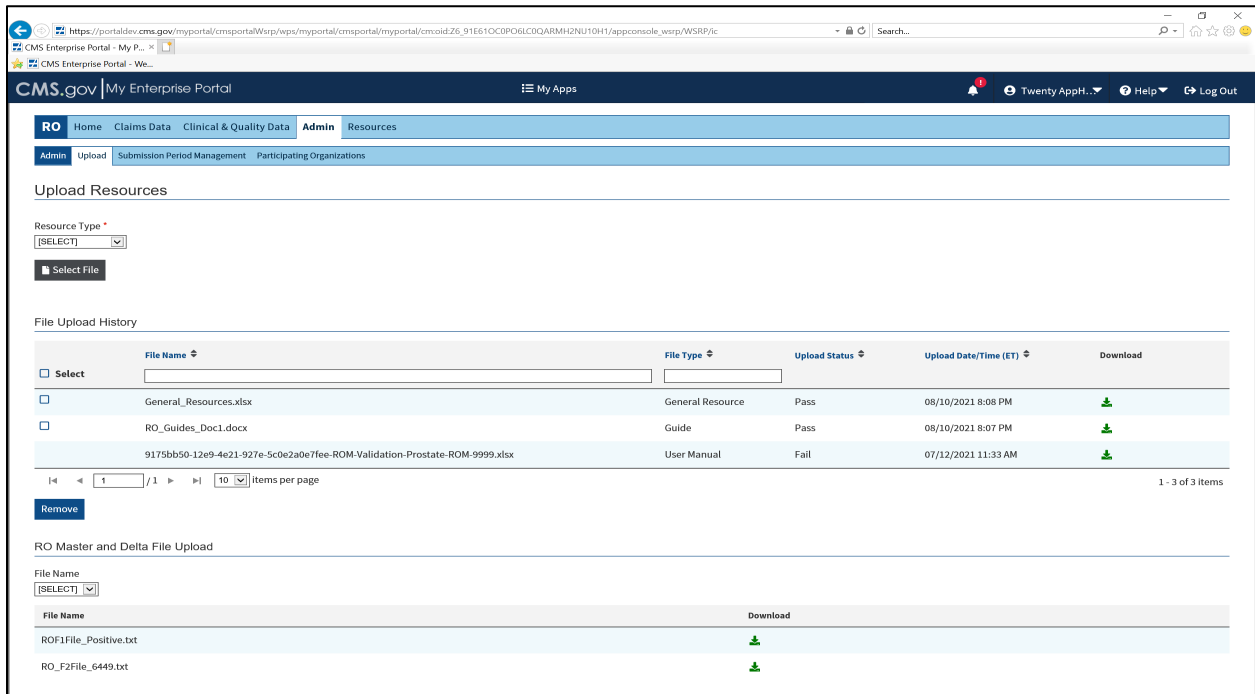 https://portaldev.cms.gov/myportal/cmsportalWsrp/wps/myportal/cmsportal/myportal/cm:oid:Z6_91E61OC0PO6LC0QARMH2NU10H1/appconsole_wsrp/WSRP/ic Search...
CMS Enterprise Portal - My P...
CMS Enterprise Portal - We...
CMS.gov My Enterprise Portal My Apps ! Twenty AppH.. Help Log Out
RO Home Claims Data Clinical & Quality Data Admin Resources
Admin Upload Submission Period Management Participating Organizations
Upload Resources
Resource Type *
[SELECT]
Select File
File Upload History
File Name File Type Upload Status Upload Date/Time (ET) Download
Select
General_Resources.xlsx General Resource Pass 08/10/2021 8:08 PM
RO_Guides_Doc1.docx Guide Pass 08/10/2021 8:07 PM
9175bb50-12e9-4e21-927e-5c0e2a0e7fee-ROM-Validation-Prostate-ROM-9999.xlsx User Manual Fail 07/12/2021 11:33 AM
1 / 1 10 items per page 1 - 3 of 3 items
Remove
RO Master and Delta File Upload
File Name
[SELECT]
File Name Download
ROF1File_Positive.txt
RO_F2File_6449.txt